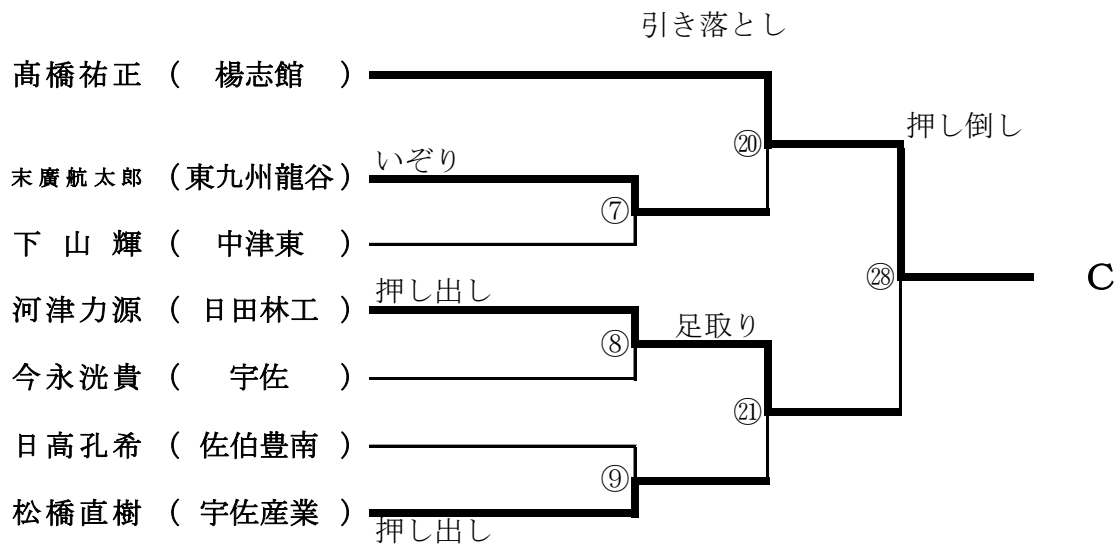 引き落とし
髙橋祐正 ( 楊志館 )
押し倒し
⑳
いぞり
末廣航太郎 (東九州龍谷)
⑦
下山輝 ( 中津東 )
㉘
C
押し出し
河津力源 ( 日田林工 )
足取り
⑧
今永洸貴 ( 宇佐 )
㉑
日高孔希 ( 佐伯豊南 )
⑨
松橋直樹 ( 宇佐産業 )
押し出し